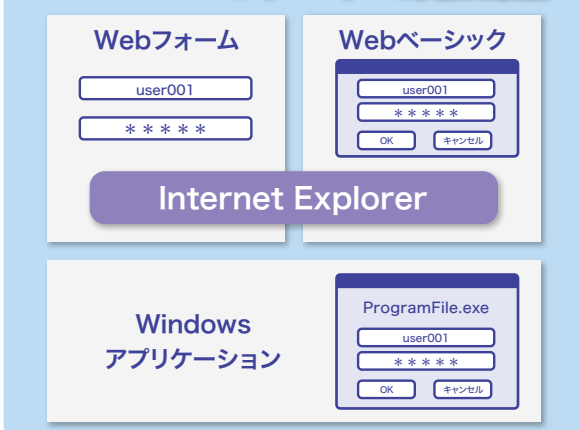 Webフォーム
user001
＊＊＊＊＊
Webベーシック
user001
＊＊＊＊＊
OK キャンセル
Internet Explorer
Windows
アプリケーション
ProgramFile.exe
user001
＊＊＊＊＊
OK キャンセル